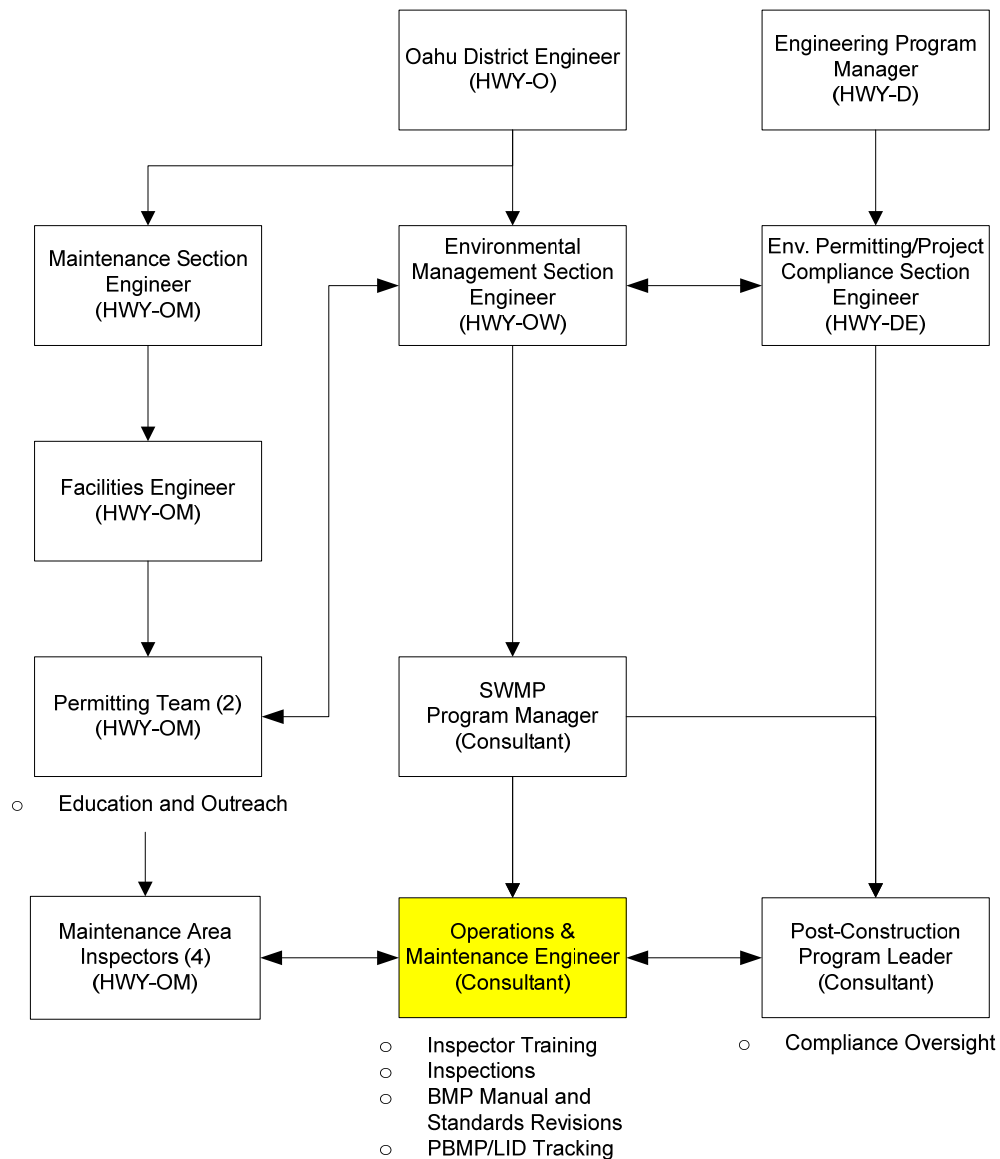 Oahu District Engineer
(HWY-O)
Engineering Program
Manager
(HWY-D)
Maintenance Section
Engineer
(HWY-OM)
Environmental
Management Section
Engineer
(HWY-OW)
Env. Permitting/Project
Compliance Section
Engineer
(HWY-DE)
Facilities Engineer
(HWY-OM)
Permitting Team (2)
(HWY-OM)
○ Education and Outreach
SWMP
Program Manager
(Consultant)
Maintenance Area
Inspectors (4)
(HWY-OM)
Operations &
Maintenance Engineer
(Consultant)
○ Inspector Training
○ Inspections
○ BMP Manual and
Standards Revisions
○ PBMP/LID Tracking
Post-Construction
Program Leader
(Consultant)
○ Compliance Oversight